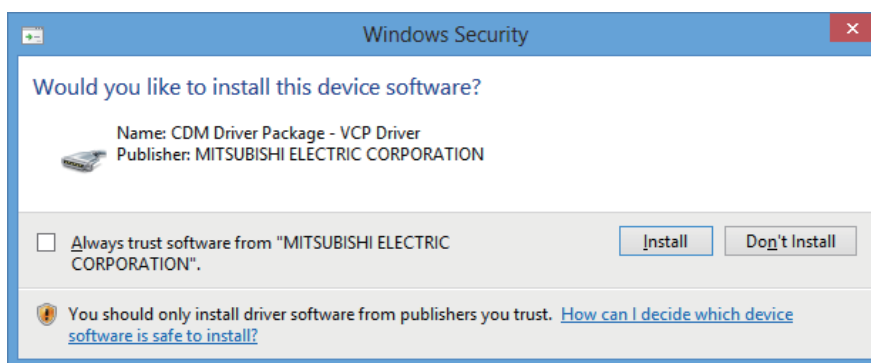 Windows Security
Would you like to install this device software?
Name: CDM Driver Package - VCP Driver
Publisher: MITSUBISHI ELECTRIC CORPORATION
Always trust software from "MITSUBISHI ELECTRIC
CORPORATION".
Install
Don't Install
You should only install driver software from publishers you trust. How can I decide which device
software is safe to install?